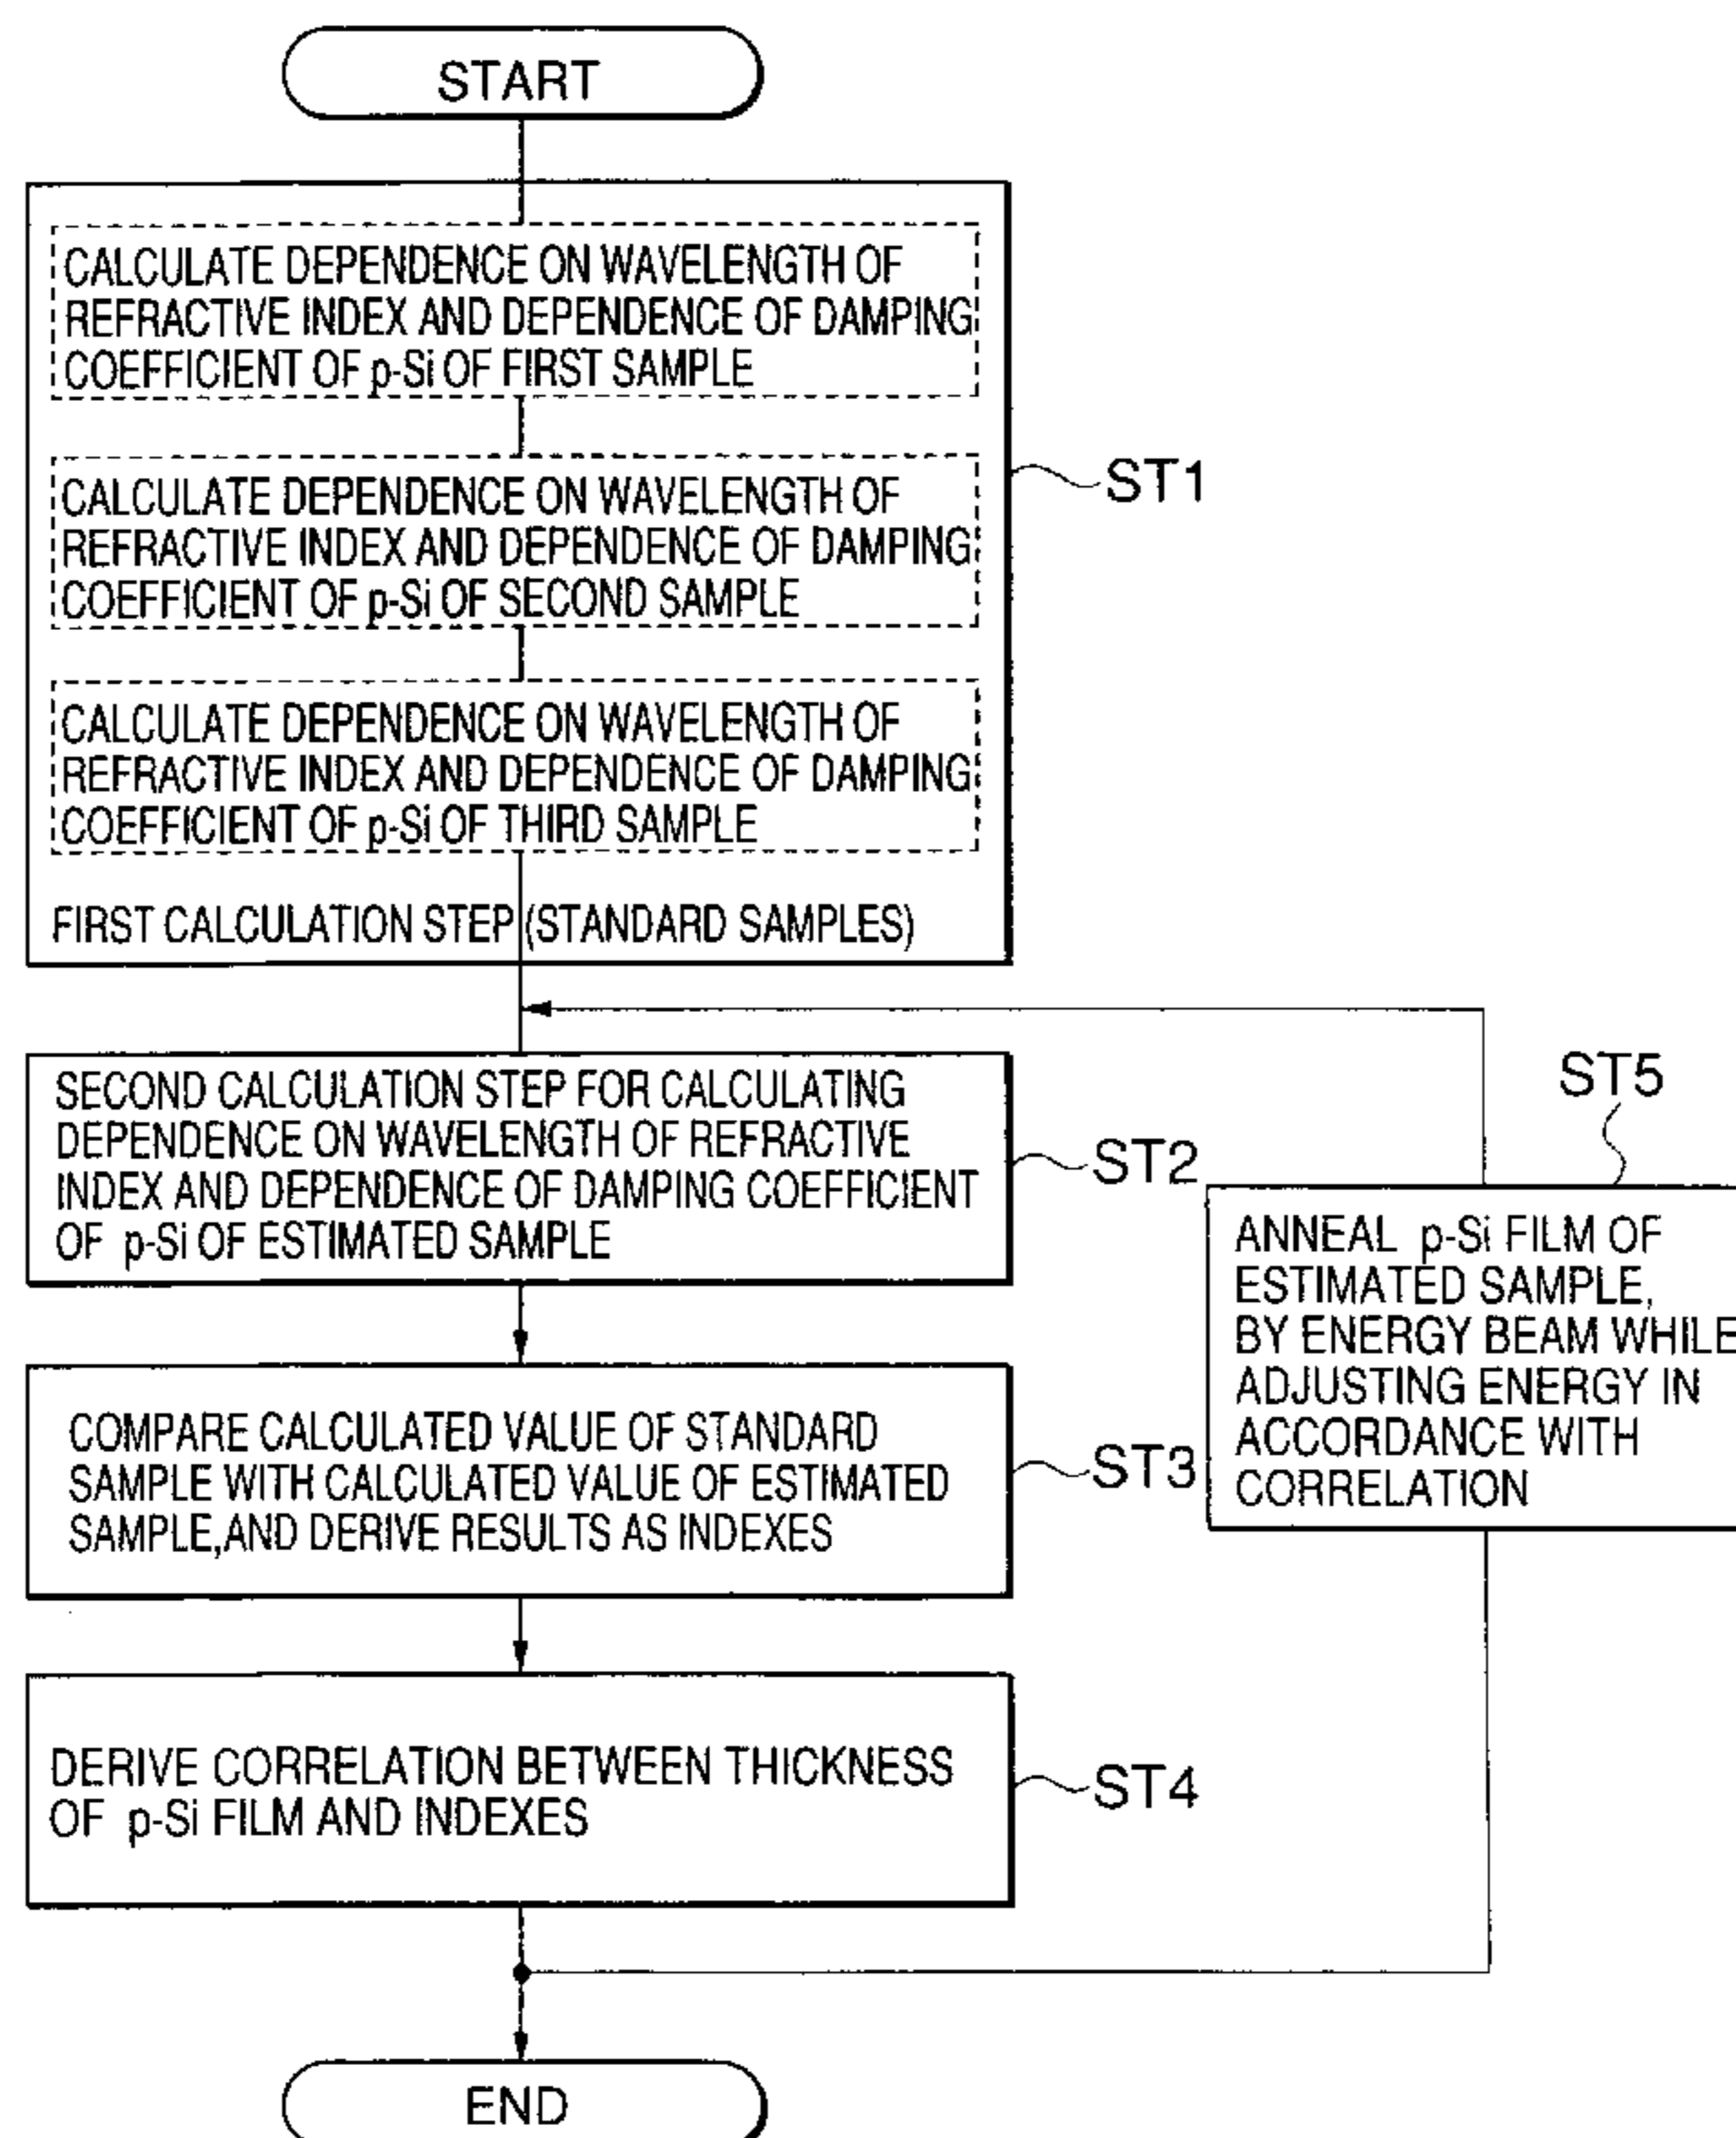 START
CALCULATE DEPENDENCE ON WAVELENGTH OF
REFRACTIVE INDEX AND DEPENDENCE OF DAMPING
COEFFICIENT OF p-Si OF FIRST SAMPLE
CALCULATE DEPENDENCE ON WAVELENGTH OF
REFRACTIVE INDEX AND DEPENDENCE OF DAMPING
COEFFICIENT OF p-Si OF SECOND SAMPLE
CALCULATE DEPENDENCE ON WAVELENGTH OF
REFRACTIVE INDEX AND DEPENDENCE OF DAMPING
COEFFICIENT OF p-Si OF THIRD SAMPLE
FIRST CALCULATION STEP (STANDARD SAMPLES)
ST1
SECOND CALCULATION STEP FOR CALCULATING
DEPENDENCE ON WAVELENGTH OF REFRACTIVE
INDEX AND DEPENDENCE OF DAMPING COEFFICIENT
OF p-Si OF ESTIMATED SAMPLE
ST2
COMPARE CALCULATED VALUE OF STANDARD
SAMPLE WITH CALCULATED VALUE OF ESTIMATED
SAMPLE,AND DERIVE RESULTS AS INDEXES
ST3
DERIVE CORRELATION BETWEEN THICKNESS
OF p-Si FILM AND INDEXES
ST4
ST5
ANNEAL p-Si FILM OF
ESTIMATED SAMPLE,
BY ENERGY BEAM WHILE
ADJUSTING ENERGY IN
ACCORDANCE WITH
CORRELATION
END